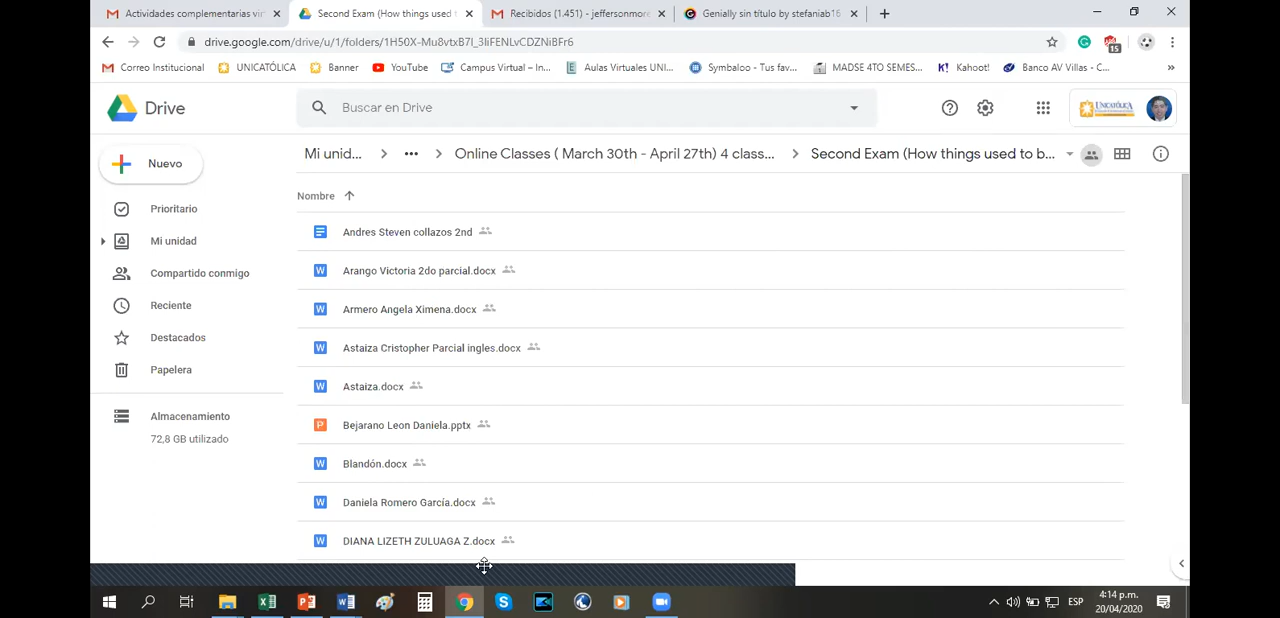 Actividades complementarias vir
Second Exam (How things used t
Recibidos (1.451) - jeffersonmore
Genially sin título by stefaniab16
drive.google.com/drive/u/1/folders/1H50X-Mu8vtxB7l_3liFENLvCDZNiBFr6
15
Correo Institucional
UNICATÓLICA
Banner
YouTube
Campus Virtual – In...
Aulas Virtuales UNI...
Symbaloo - Tus fav...
MADSE 4TO SEMES...
Kahoot!
Banco AV Villas - C...
»
Drive
Buscar en Drive
UNICATÓLICA
Nuevo
Mi unid...
Online Classes ( March 30th - April 27th) 4 class...
Second Exam (How things used to b...
Nombre
Prioritario
Mi unidad
Compartido conmigo
Reciente
Destacados
Papelera
Almacenamiento
72,8 GB utilizado
Andres Steven collazos 2nd
Arango Victoria 2do parcial.docx
Armero Angela Ximena.docx
Astaiza Cristopher Parcial ingles.docx
Astaiza.docx
Bejarano Leon Daniela.pptx
Blandón.docx
Daniela Romero García.docx
DIANA LIZETH ZULUAGA Z.docx
ESP
4:14 p.m.
20/04/2020